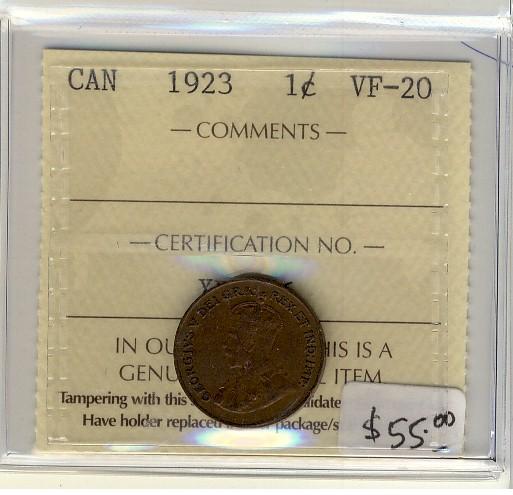 CAN 1923 1¢ VF-20
— COMMENTS —
— CERTIFICATION NO. —
GEORGIVS V DEI GRA: REX ET IND: IMP:
IN OU HIS IS A
GENU L ITEM
Tampering with this idate
Have holder replaced package/s
$55.00